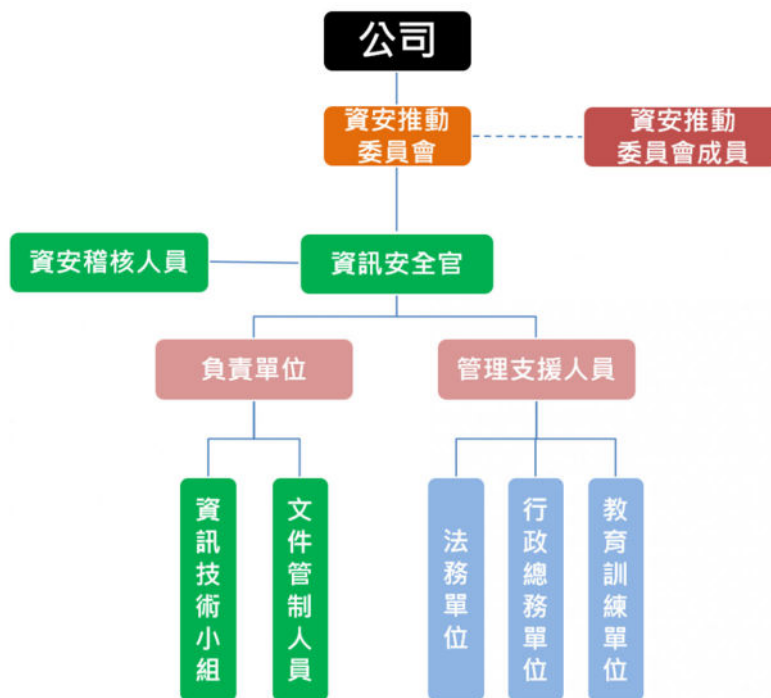 公司
資安推動
委員會
資安推動
委員會成員
資安稽核人員
資訊安全官
負責單位
管理支援人員
資訊技術小組
文件管制人員
法務單位
行政總務單位
教育訓練單位